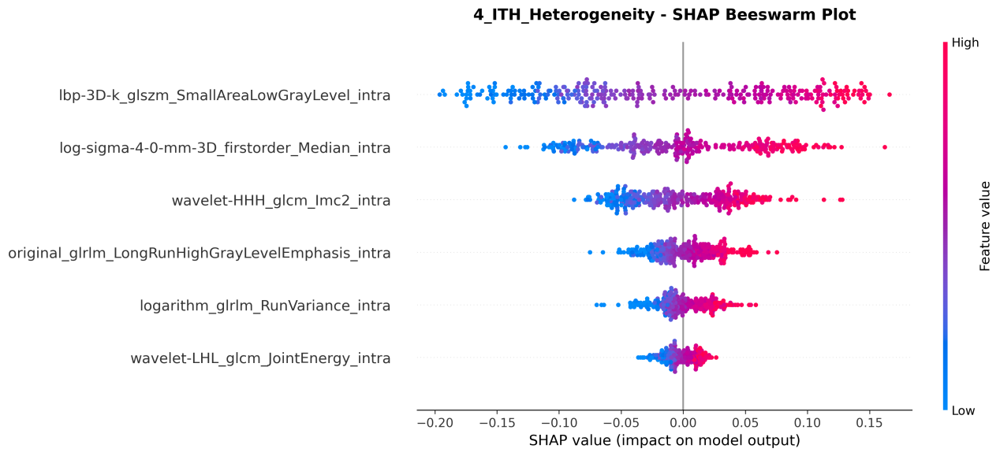 4_ITH_Heterogeneity - SHAP Beeswarm Plot
High
lbp-3D-k_glszm_SmallAreaLowGrayLevel_intra
log-sigma-4-0-mm-3D_firstorder_Median_intra
wavelet-HHH_glcm_Imc2_intra
original_glrlm_LongRunHighGrayLevelEmphasis_intra
logarithm_glrlm_RunVariance_intra
wavelet-LHL_glcm_JointEnergy_intra
Feature value
Low
−0.20 −0.15 −0.10 −0.05 0.00 0.05 0.10 0.15
SHAP value (impact on model output)